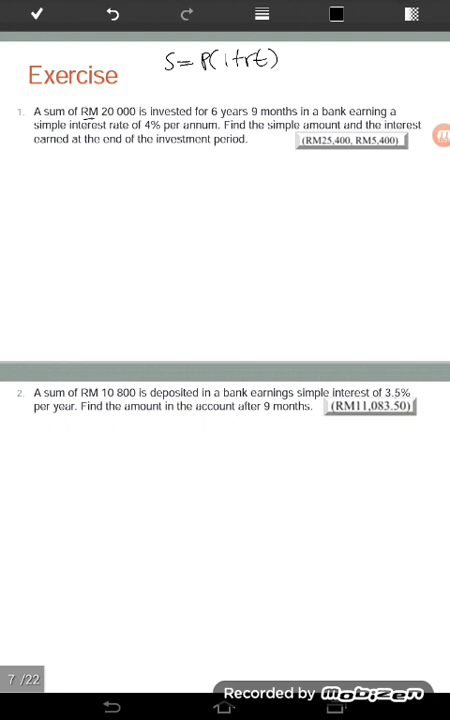 S = P(1+rt)
Exercise
1. A sum of RM 20 000 is invested for 6 years 9 months in a bank earning a
simple interest rate of 4% per annum. Find the simple amount and the interest
earned at the end of the investment period. (RM25,400, RM5,400)
2. A sum of RM 10 800 is deposited in a bank earnings simple interest of 3.5%
per year. Find the amount in the account after 9 months. (RM11,083.50)
7 /22
Recorded by Mobizen